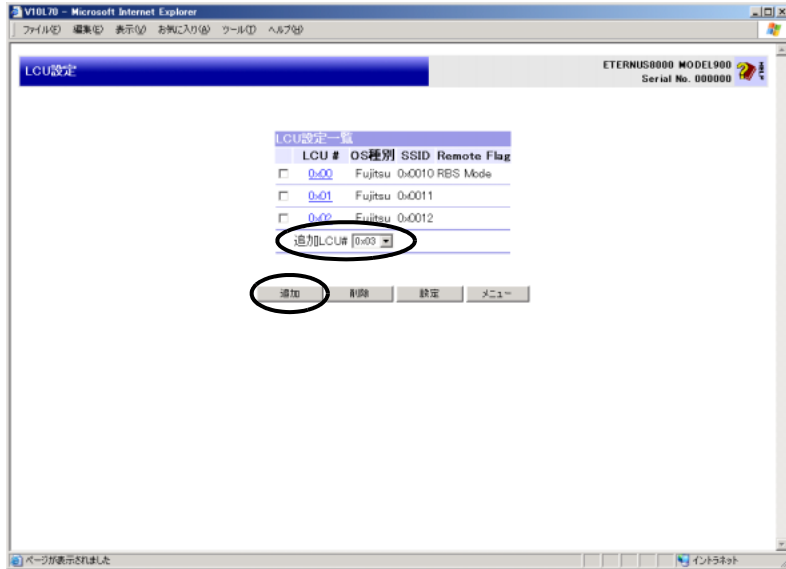 V10L70 - Microsoft Internet Explorer
ファイル(F) 編集(E) 表示(V) お気に入り(A) ツール(T) ヘルプ(H)
LCU設定
ETERNUS8000 MODEL900
Serial No. 000000
LCU設定一覧
LCU # OS種別 SSID Remote Flag
0x00 Fujitsu 0x0010 RBS Mode
0x01 Fujitsu 0x0011
0x02 Fujitsu 0x0012
追加LCU# 0x03
追加 削除 設定 メニュー
ページが表示されました イントラネット